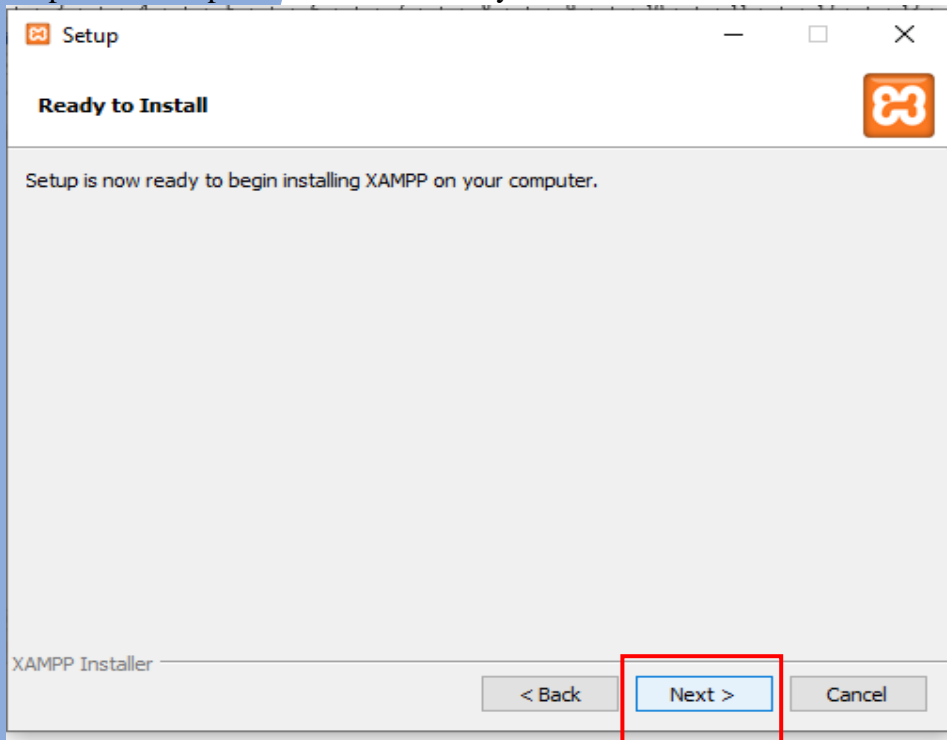 Setup
Ready to Install
Setup is now ready to begin installing XAMPP on your computer.
XAMPP Installer
< Back Next > Cancel